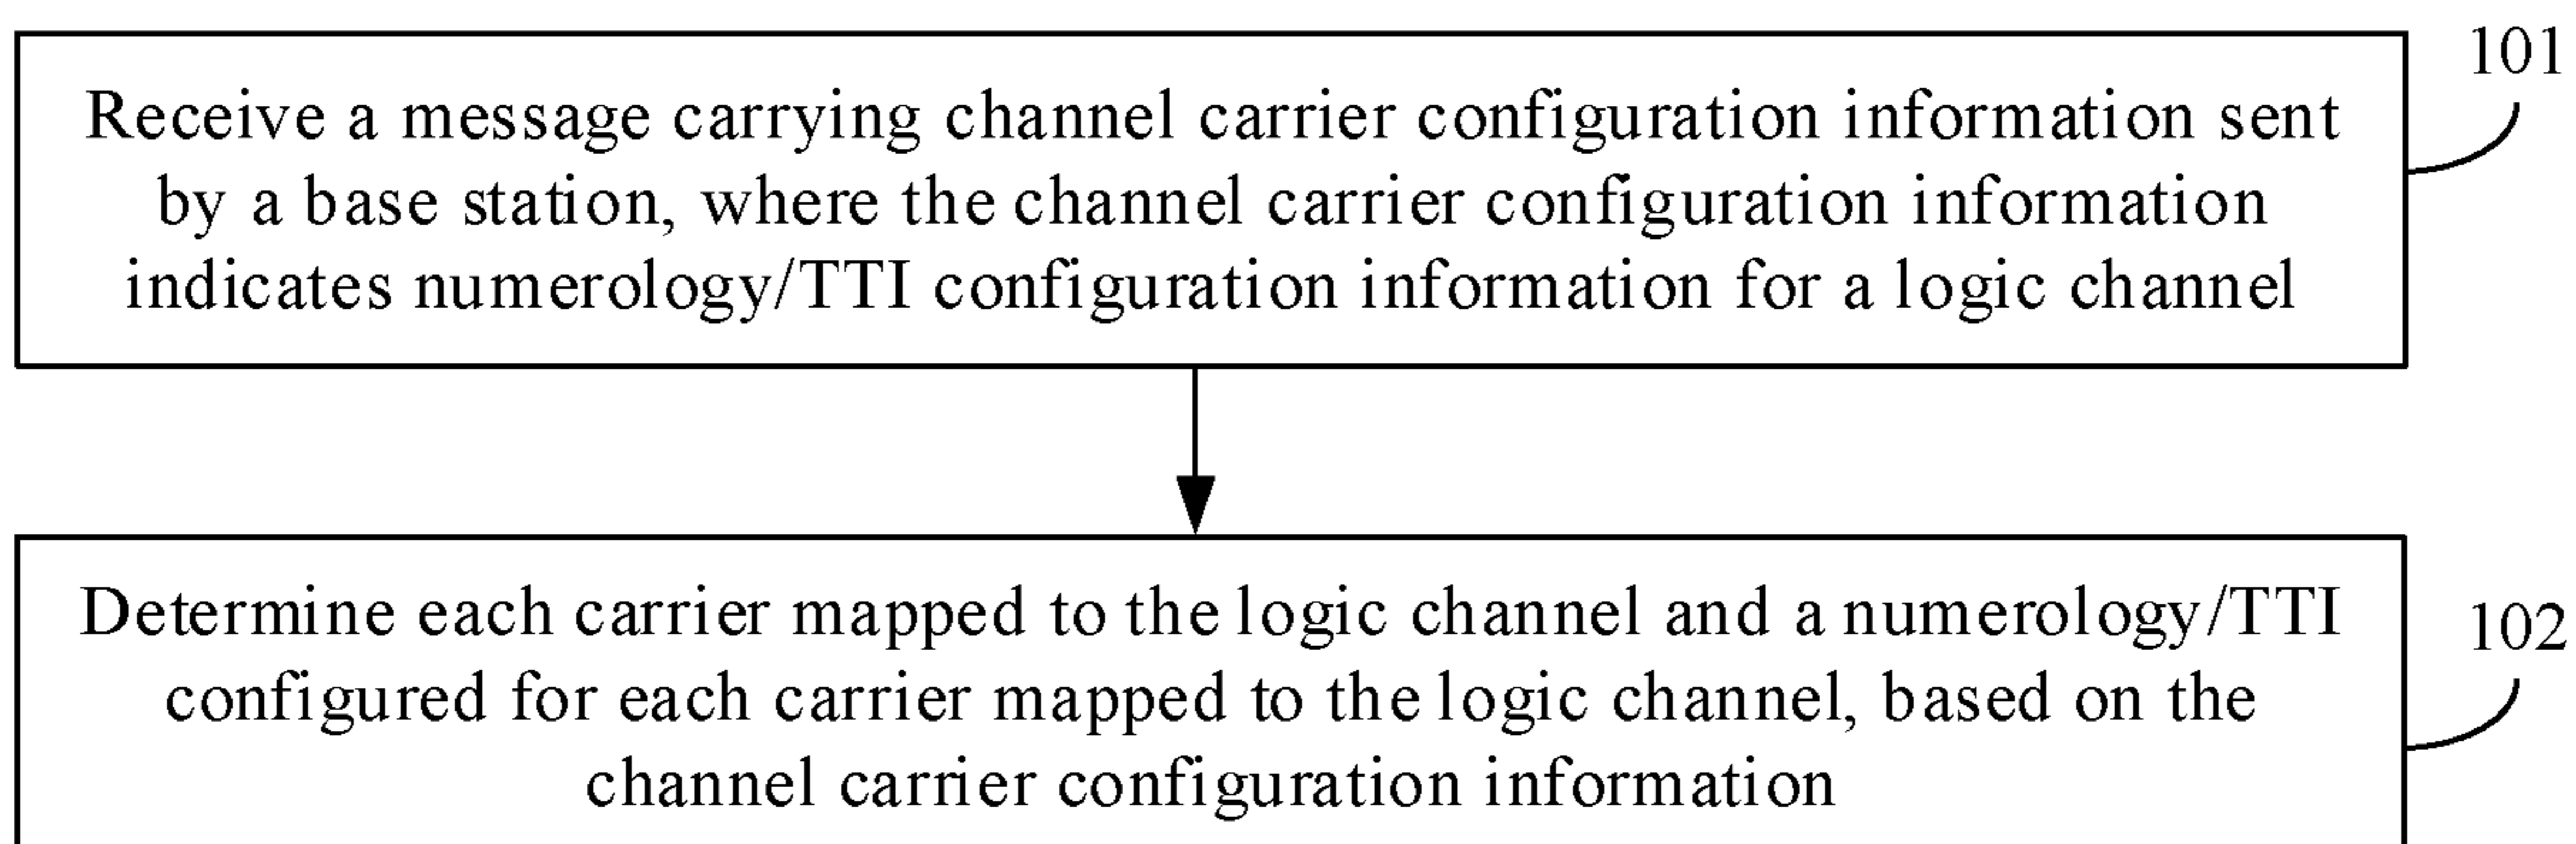 101
Receive a message carrying channel carrier configuration information sent
by a base station, where the channel carrier configuration information
indicates numerology/TTI configuration information for a logic channel
Determine each carrier mapped to the logic channel and a numerology/TTI
102
configured for each carrier mapped to the logic channel, based on the
channel carrier configuration information